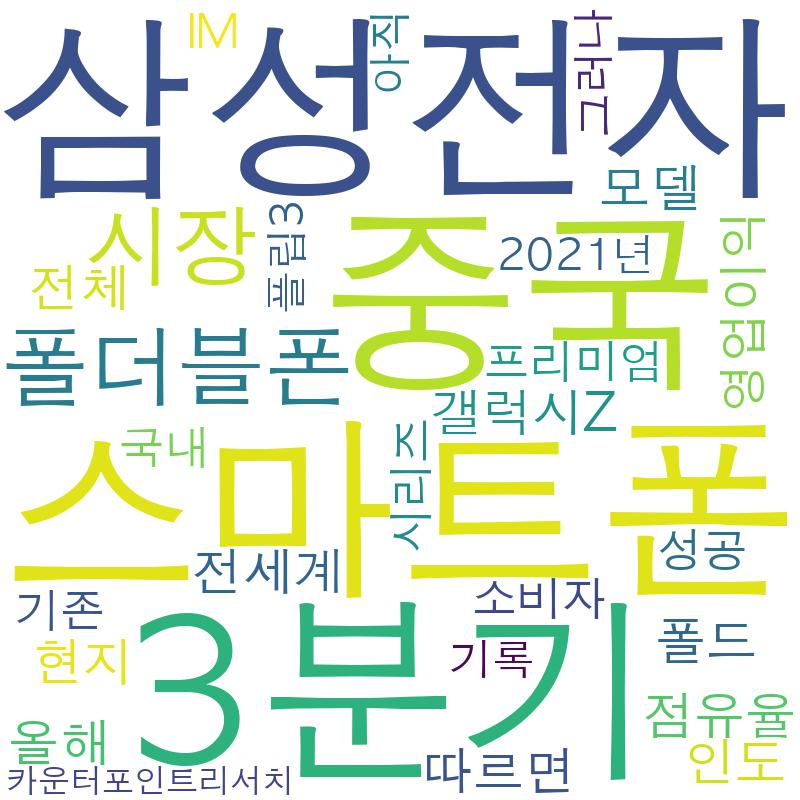 삼성전자
IM
아직
그러나
모델
시장
플립3
중국
2021년
영업이익
전체
폴더블폰
프리미엄
갤럭시Z
국내
시리즈
스마트폰
전세계
성공
기존
소비자
3분기
현지
기록
폴드
올해
점유율
카운터포인트리서치
따르면
인도